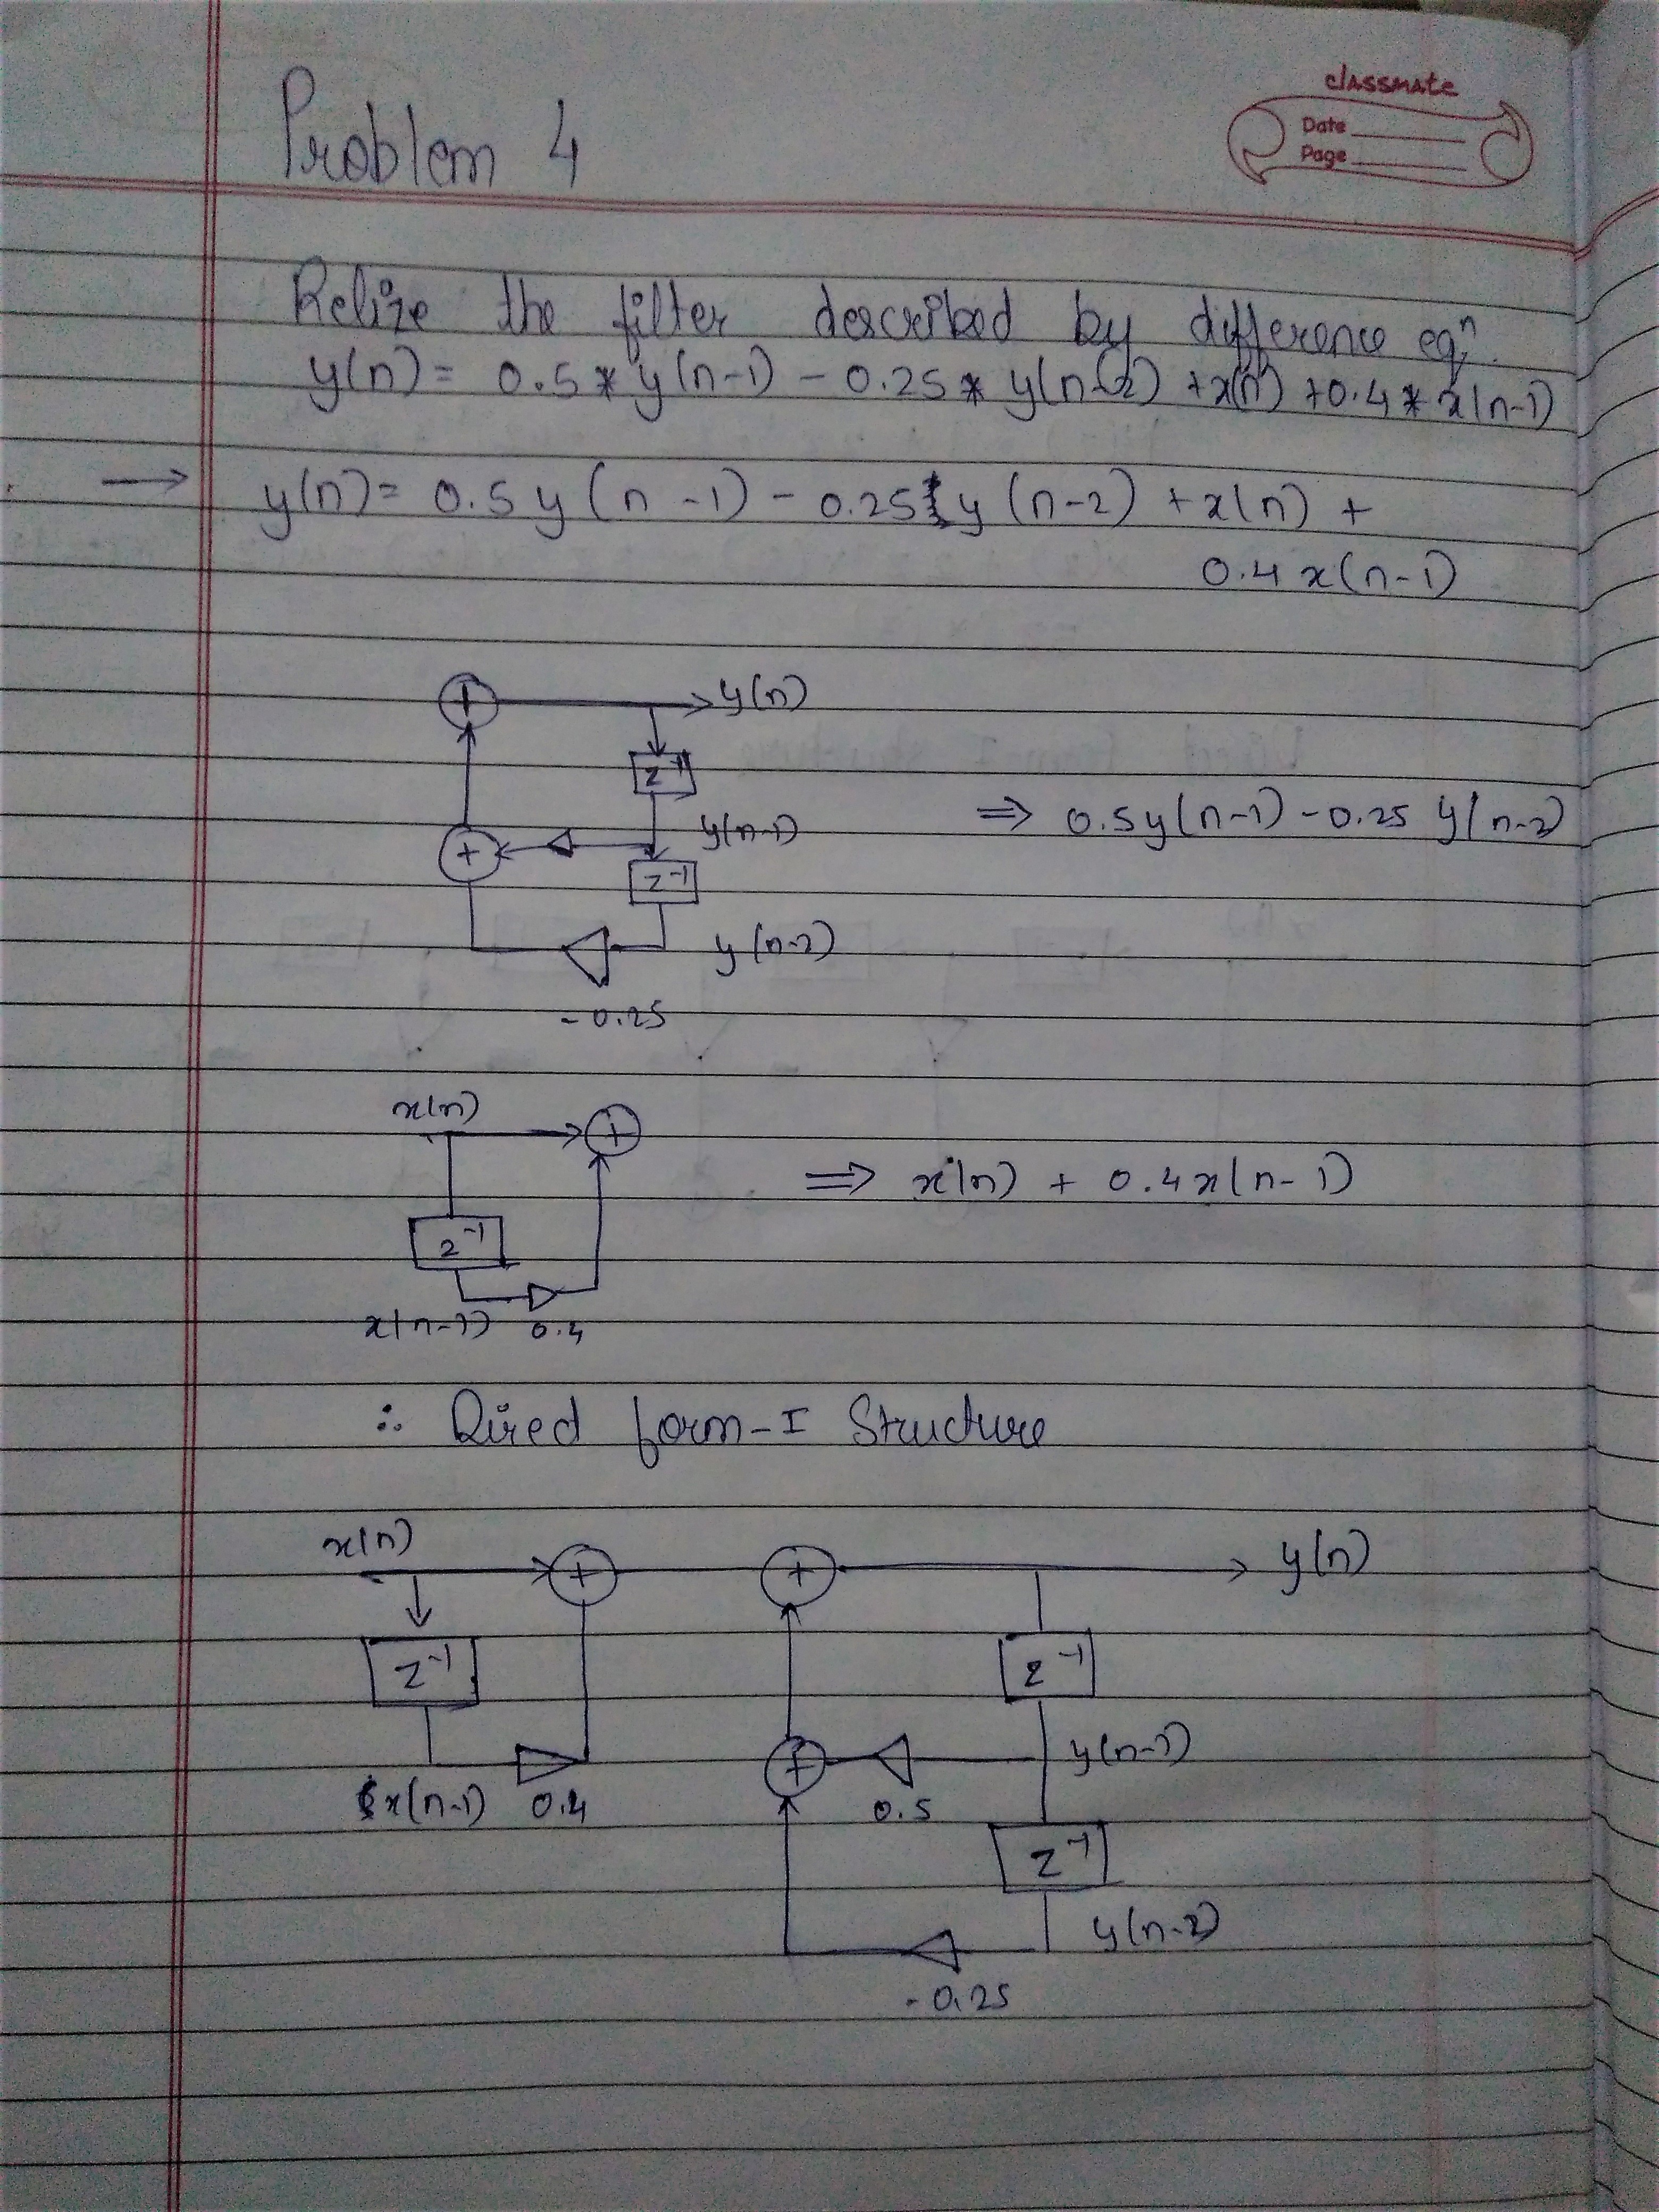 classmate
Date
Page
Problem 4
Relize the filter described by difference eqⁿ.
y(n) = 0.5 * y(n-1) - 0.25 * y(n-2) + x(n) + 0.4 * x(n-1)
→ y(n) = 0.5 y (n -1) - 0.25 y (n-2) + x(n) +
0.4 x(n-1)
+ y(n)
z⁻¹
y(n-1) ⇒ 0.5y(n-1) - 0.25 y(n-2)
+
z⁻¹
y(n-2)
- 0.25
x(n)
+
⇒ x(n) + 0.4x(n-1)
z⁻¹
x(n-1) 0.4
∴ Direct form-I Structure
x(n)
+ + y(n)
z⁻¹ z⁻¹
+ y(n-1)
x(n-1) 0.4 0.5
z⁻¹
y(n-2)
- 0.25